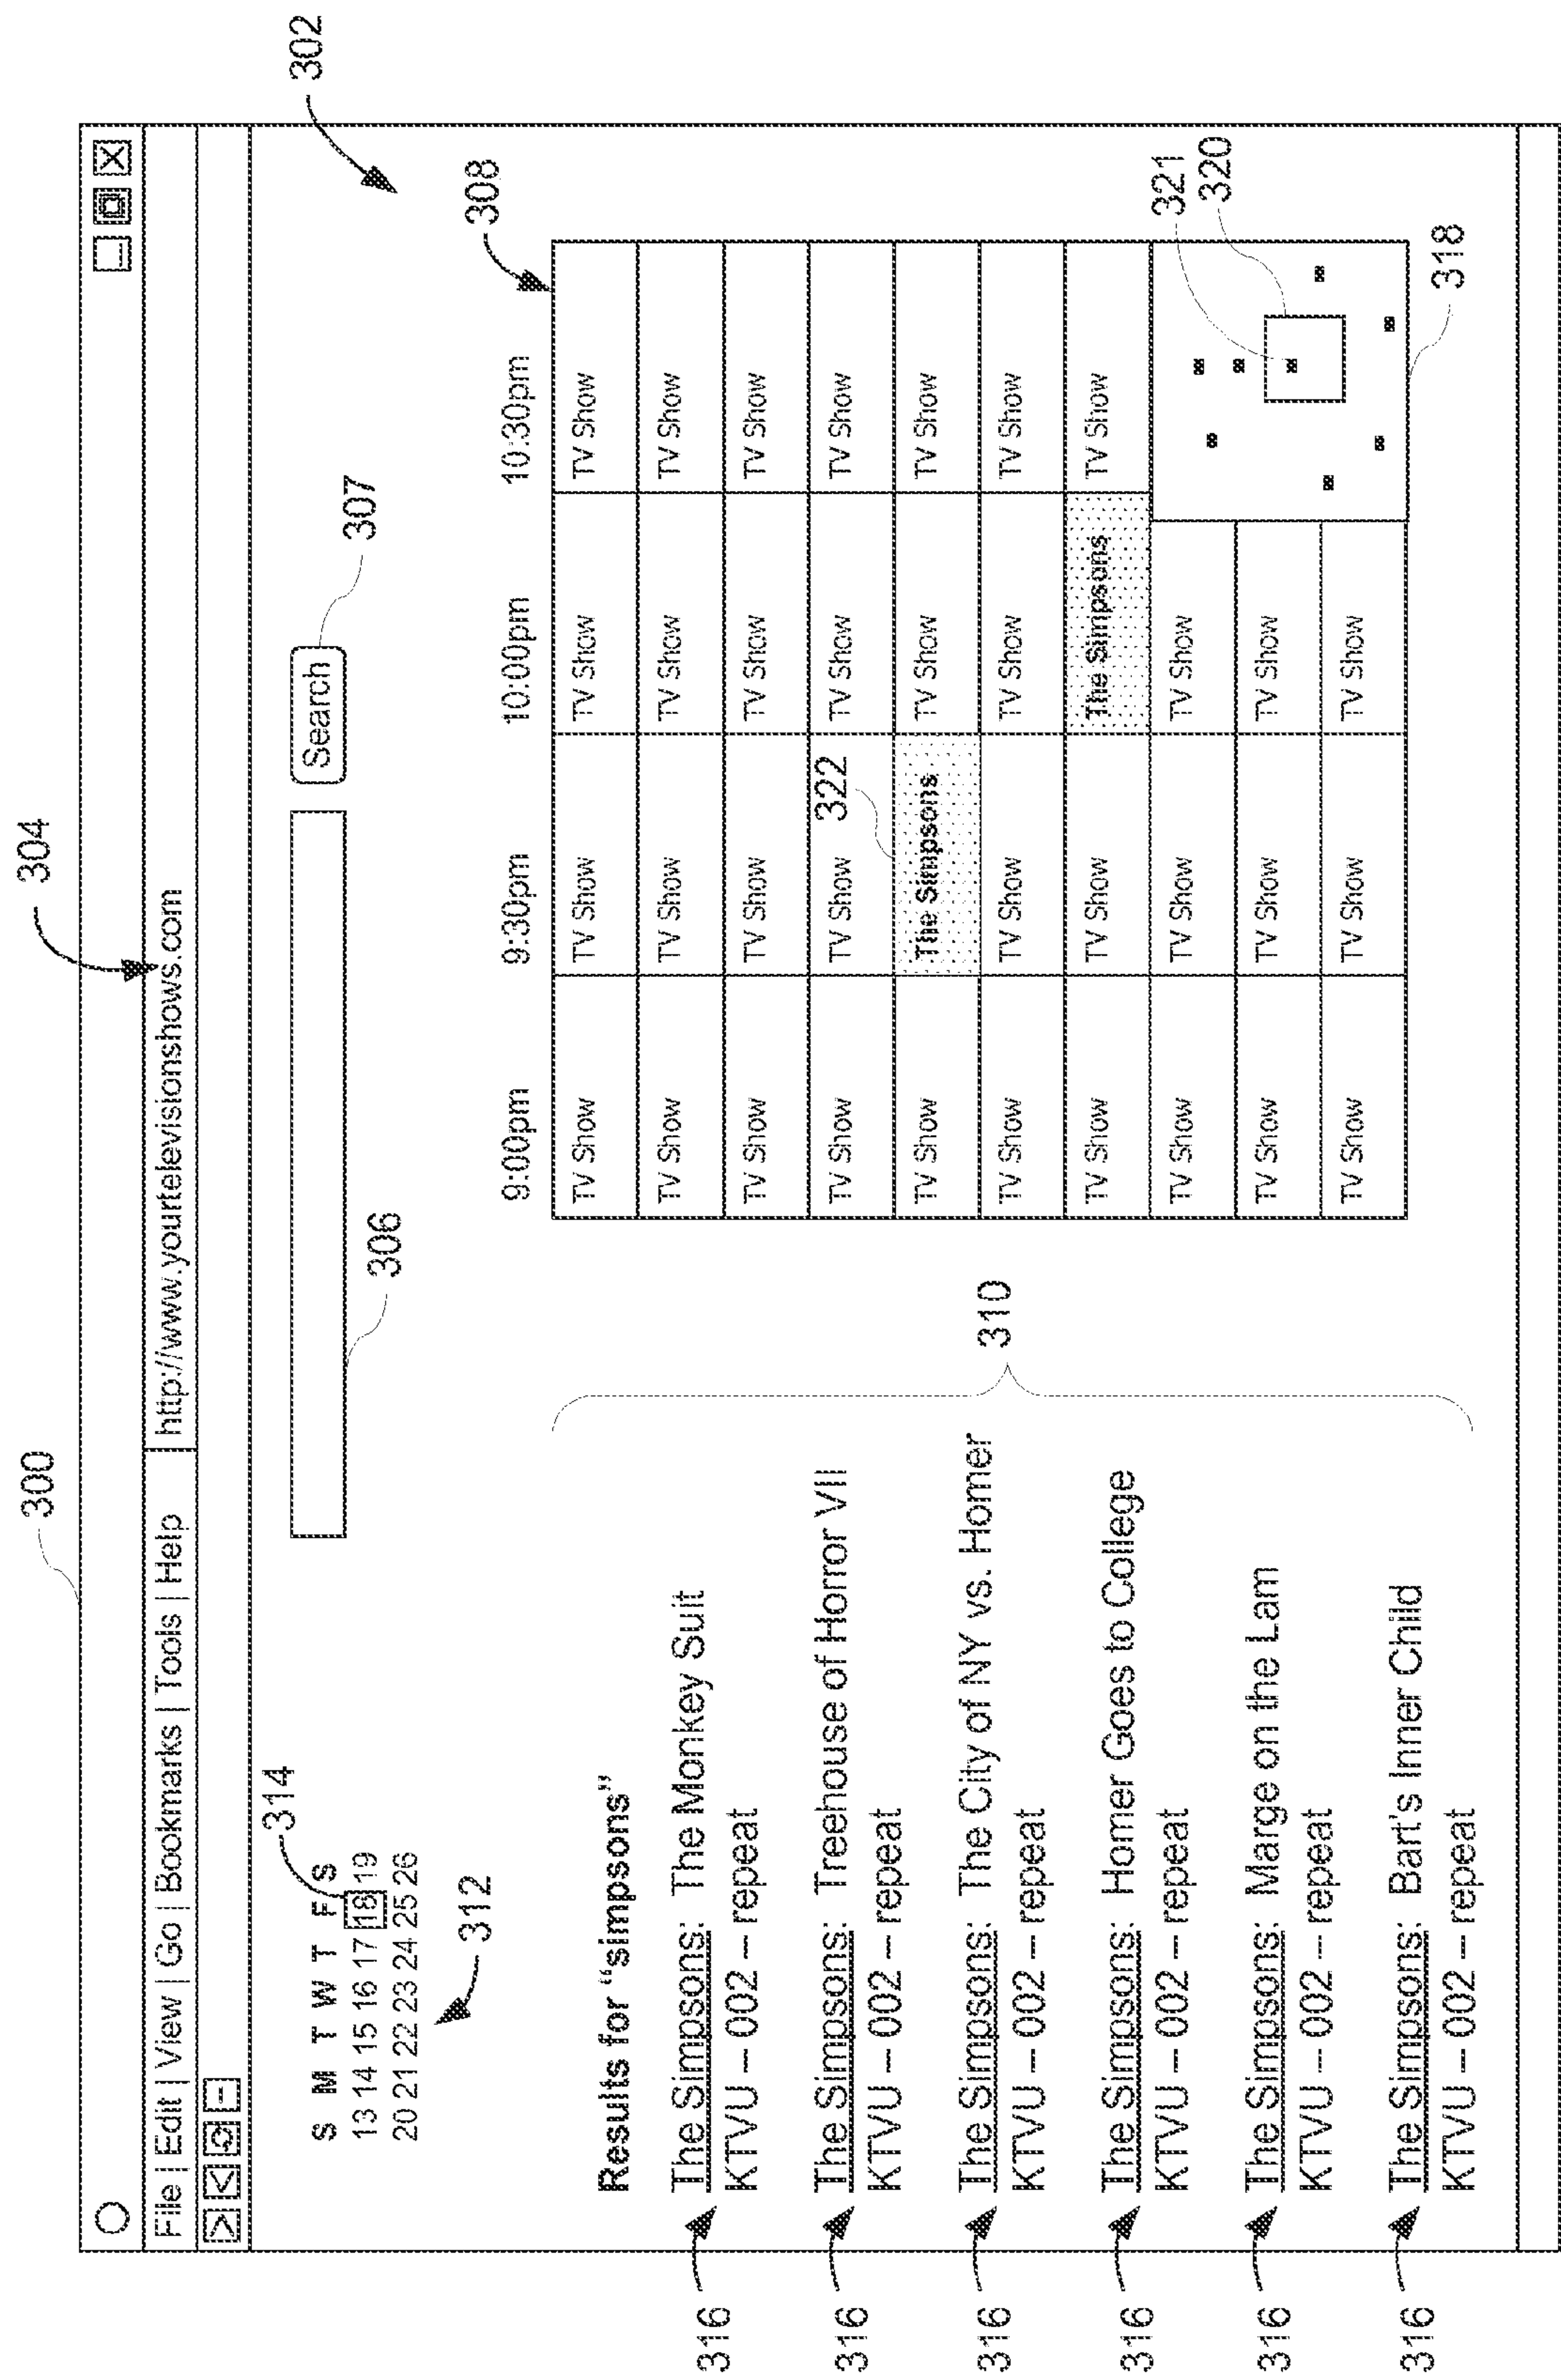 300
304
302
File | Edit | View | Go | Bookmarks | Tools | Help | http://www.yourtelevisionshows.com
314
S M T W T F S
13 14 15 16 17 18 19
20 21 22 23 24 25 26
312
306
Search
307
308
Results for “simpsons”
316 The Simpsons: The Monkey Suit
KTVU – 002 – repeat
316 The Simpsons: Treehouse of Horror VII
KTVU – 002 – repeat
316 The Simpsons: The City of NY vs. Homer
KTVU – 002 – repeat
316 The Simpsons: Homer Goes to College
KTVU – 002 – repeat
316 The Simpsons: Marge on the Lam
KTVU – 002 – repeat
316 The Simpsons: Bart's Inner Child
KTVU – 002 – repeat
310
9:00pm 9:30pm 10:00pm 10:30pm
TV Show TV Show TV Show TV Show
TV Show TV Show TV Show TV Show
TV Show TV Show TV Show TV Show
TV Show TV Show TV Show TV Show
322
TV Show The Simpsons TV Show TV Show
TV Show TV Show TV Show TV Show
TV Show TV Show The Simpsons TV Show
TV Show TV Show TV Show
TV Show TV Show TV Show
TV Show TV Show TV Show
321
320
318